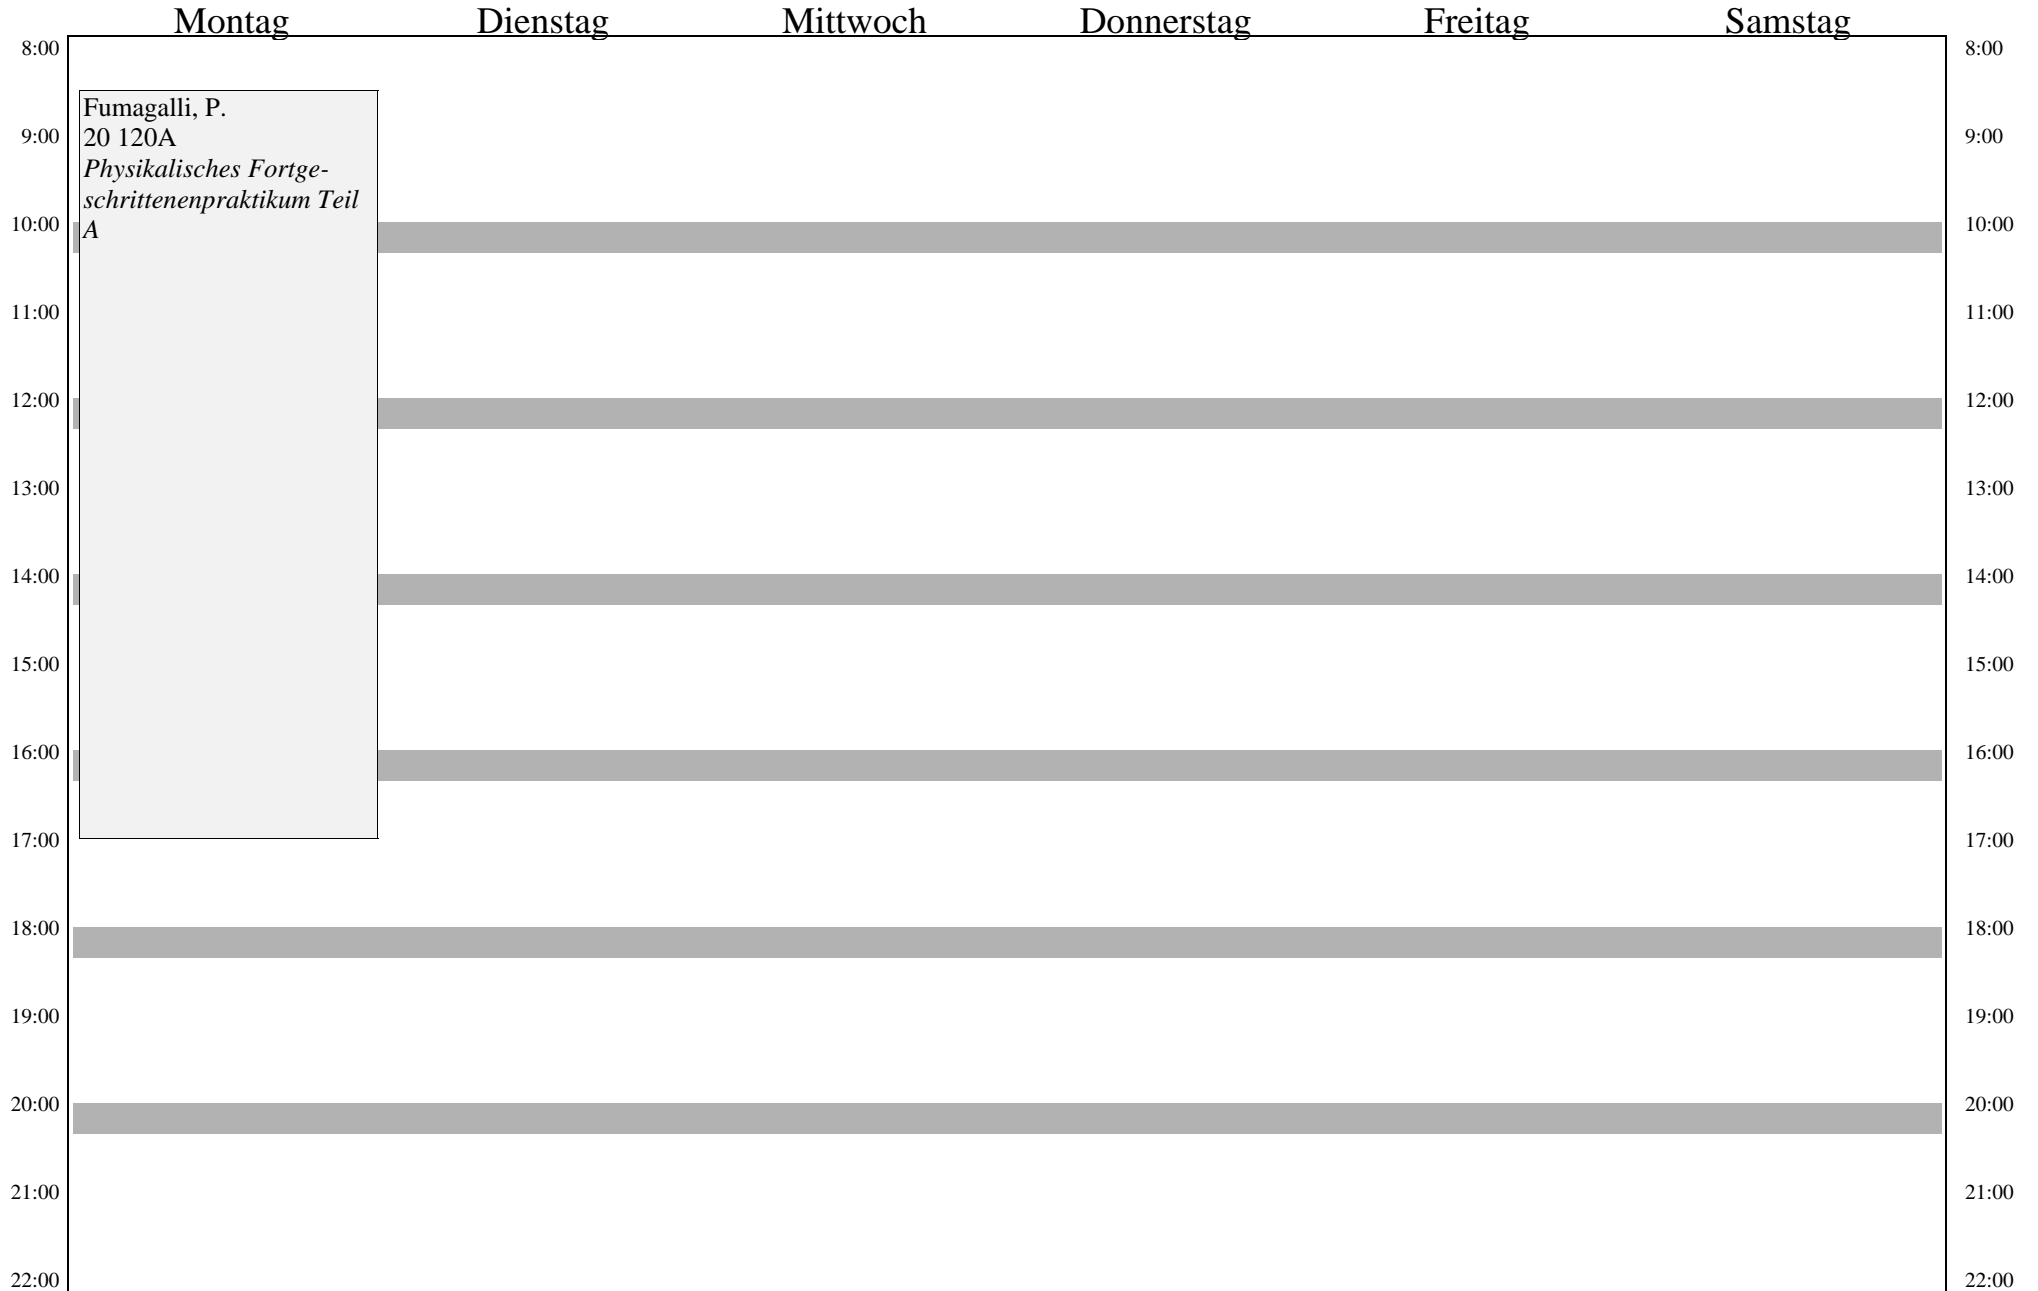 Montag Dienstag Mittwoch Donnerstag Freitag Samstag
8:00 8:00
Fumagalli, P.
9:00 20 120A 9:00
Physikalisches Fortge-
schrittenenpraktikum Teil
10:00 A 10:00
11:00 11:00
12:00 12:00
13:00 13:00
14:00 14:00
15:00 15:00
16:00 16:00
17:00 17:00
18:00 18:00
19:00 19:00
20:00 20:00
21:00 21:00
22:00 22:00